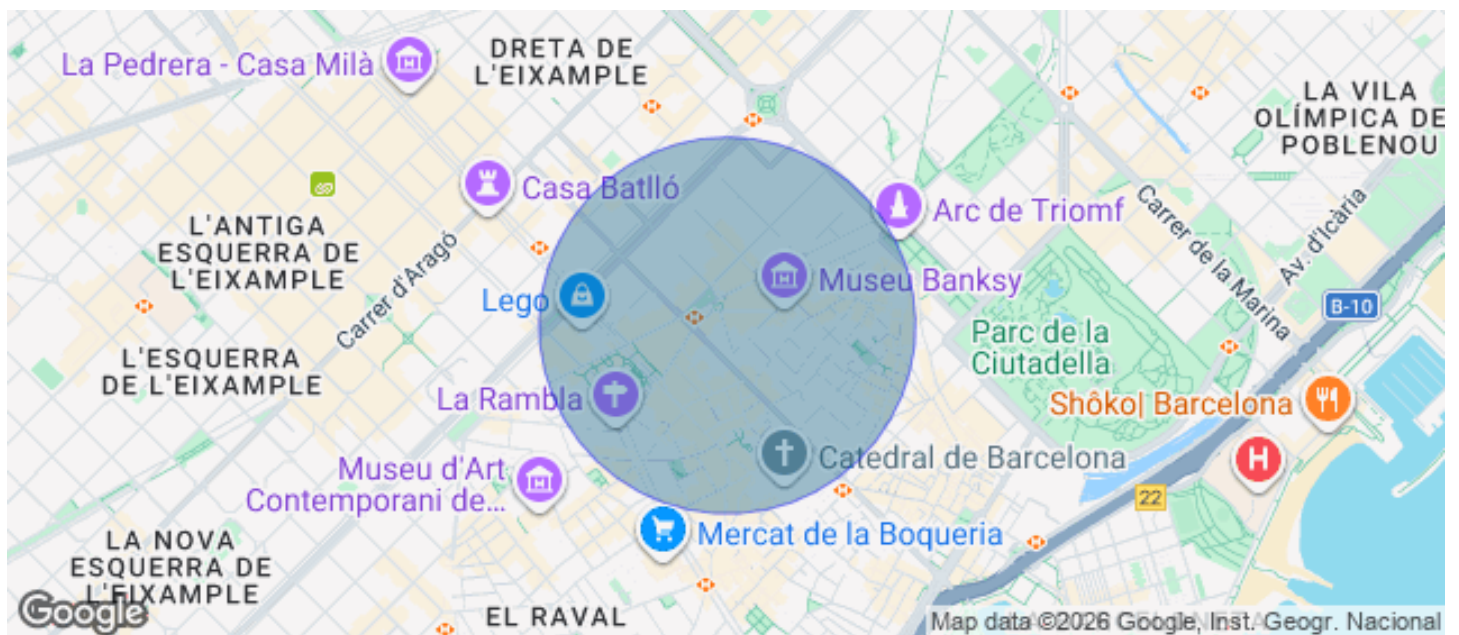 La Pedrera - Casa Milà
DRETA DE
L'EIXAMPLE
LA VILA
OLÍMPICA DE
POBLENOU
Casa Batlló
Arc de Triomf
Carrer de la Marina
Av. d'Icària
L'ANTIGA
ESQUERRA DE
L'EIXAMPLE
Carrer d'Aragó
Lego
Museu Banksy
B-10
Parc de la
Ciutadella
L'ESQUERRA
DE L'EIXAMPLE
La Rambla
Shôko| Barcelona
H
Catedral de Barcelona
Museu d'Art
Contemporani de...
22
Mercat de la Boqueria
LA NOVA
ESQUERRA DE
L'EIXAMPLE
Google
EL RAVAL
Map data ©2026 Google, Inst. Geogr. Nacional